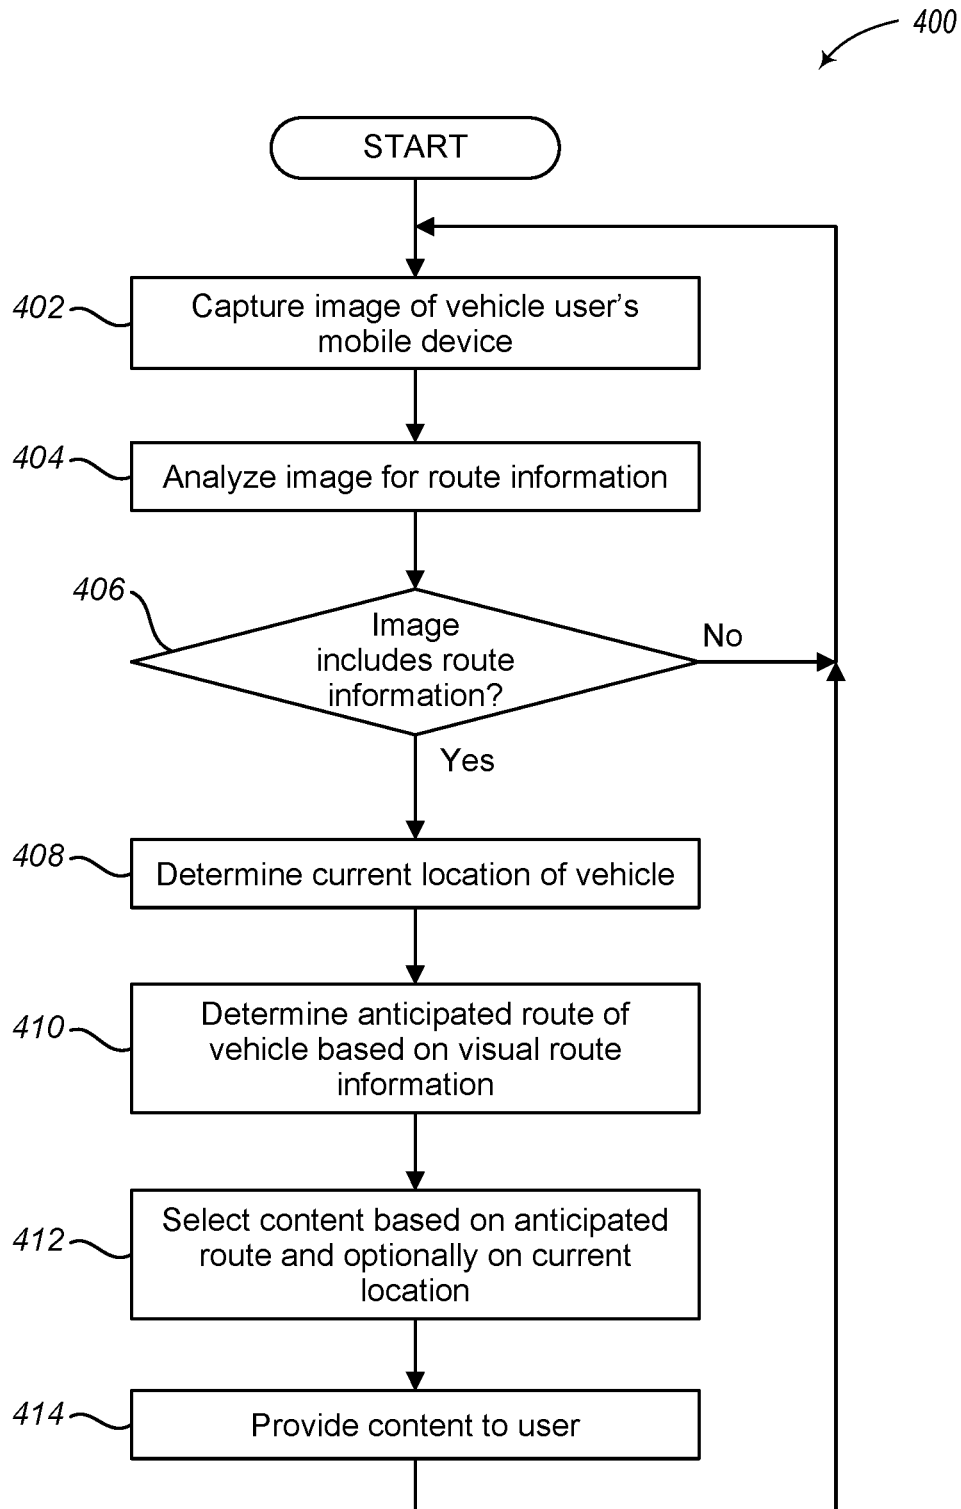 400
START
402
Capture image of vehicle user's
mobile device
404
Analyze image for route information
406
Image
includes route
information?
No
Yes
408
Determine current location of vehicle
410
Determine anticipated route of
vehicle based on visual route
information
412
Select content based on anticipated
route and optionally on current
location
414
Provide content to user